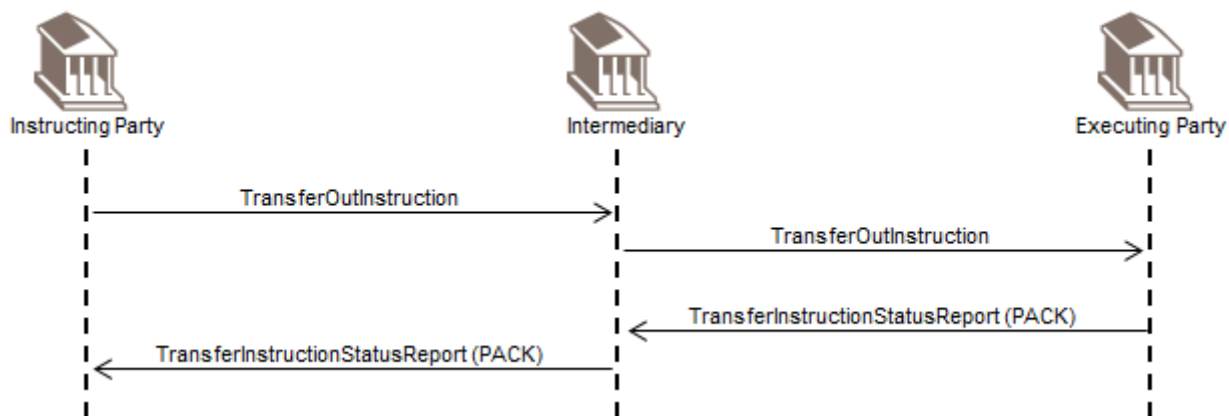 Instructing Party
Intermediary
Executing Party
TransferOutInstruction
TransferOutInstruction
TransferInstructionStatusReport (PACK)
TransferInstructionStatusReport (PACK)